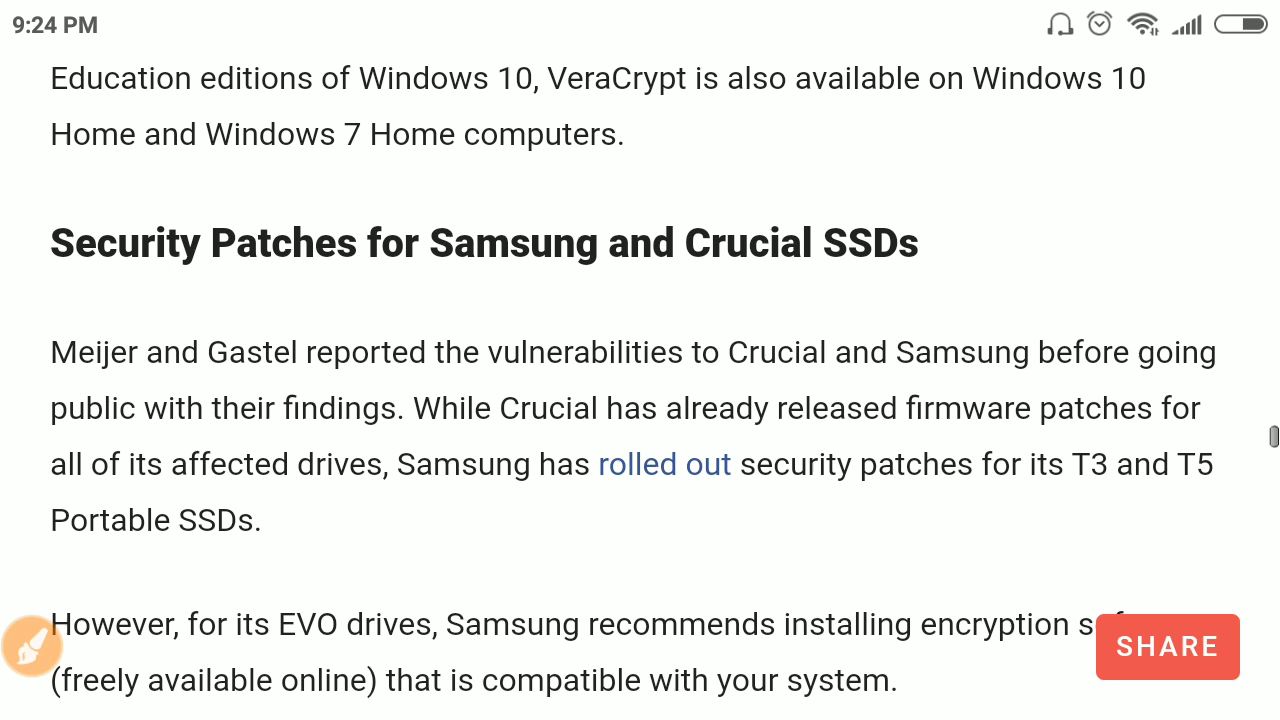 9:24 PM
Education editions of Windows 10, VeraCrypt is also available on Windows 10
Home and Windows 7 Home computers.
Security Patches for Samsung and Crucial SSDs
Meijer and Gastel reported the vulnerabilities to Crucial and Samsung before going
public with their findings. While Crucial has already released firmware patches for
all of its affected drives, Samsung has rolled out security patches for its T3 and T5
Portable SSDs.
However, for its EVO drives, Samsung recommends installing encryption
SHARE
(freely available online) that is compatible with your system.